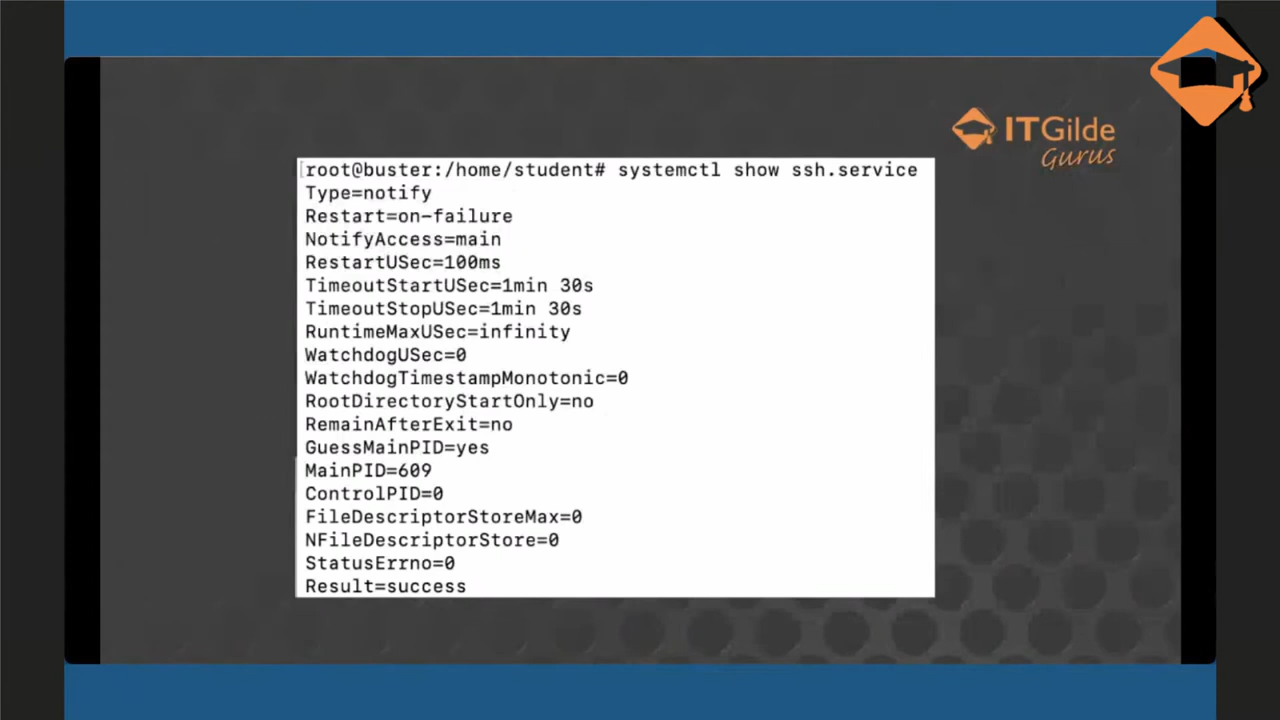 ITGilde
Gurus
root@buster:/home/student# systemctl show ssh.service
Type=notify
Restart=on-failure
NotifyAccess=main
RestartUSec=100ms
TimeoutStartUSec=1min 30s
TimeoutStopUSec=1min 30s
RuntimeMaxUSec=infinity
WatchdogUSec=0
WatchdogTimestampMonotonic=0
RootDirectoryStartOnly=no
RemainAfterExit=no
GuessMainPID=yes
MainPID=609
ControlPID=0
FileDescriptorStoreMax=0
NFileDescriptorStore=0
StatusErrno=0
Result=success